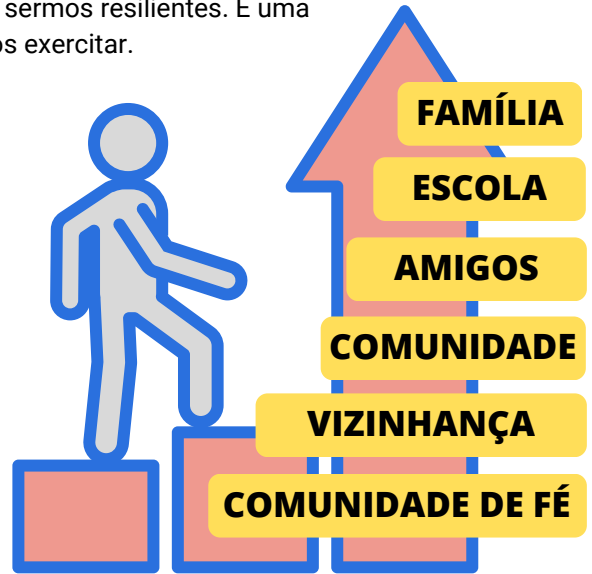 sermos resilientes. É uma
os exercitar.
FAMÍLIA
ESCOLA
AMIGOS
COMUNIDADE
VIZINHANÇA
COMUNIDADE DE FÉ